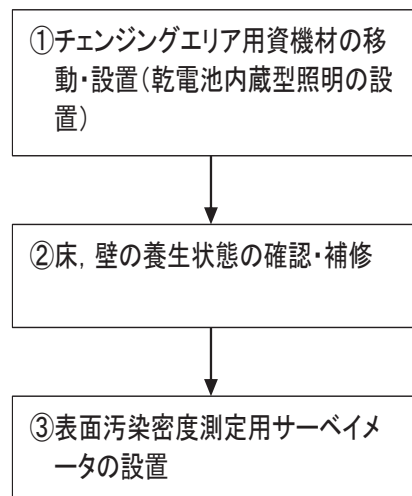 ①チェンジングエリア用資機材の移
動・設置(乾電池内蔵型照明の設
置)
②床，壁の養生状態の確認・補修
③表面汚染密度測定用サーベイメ
ータの設置